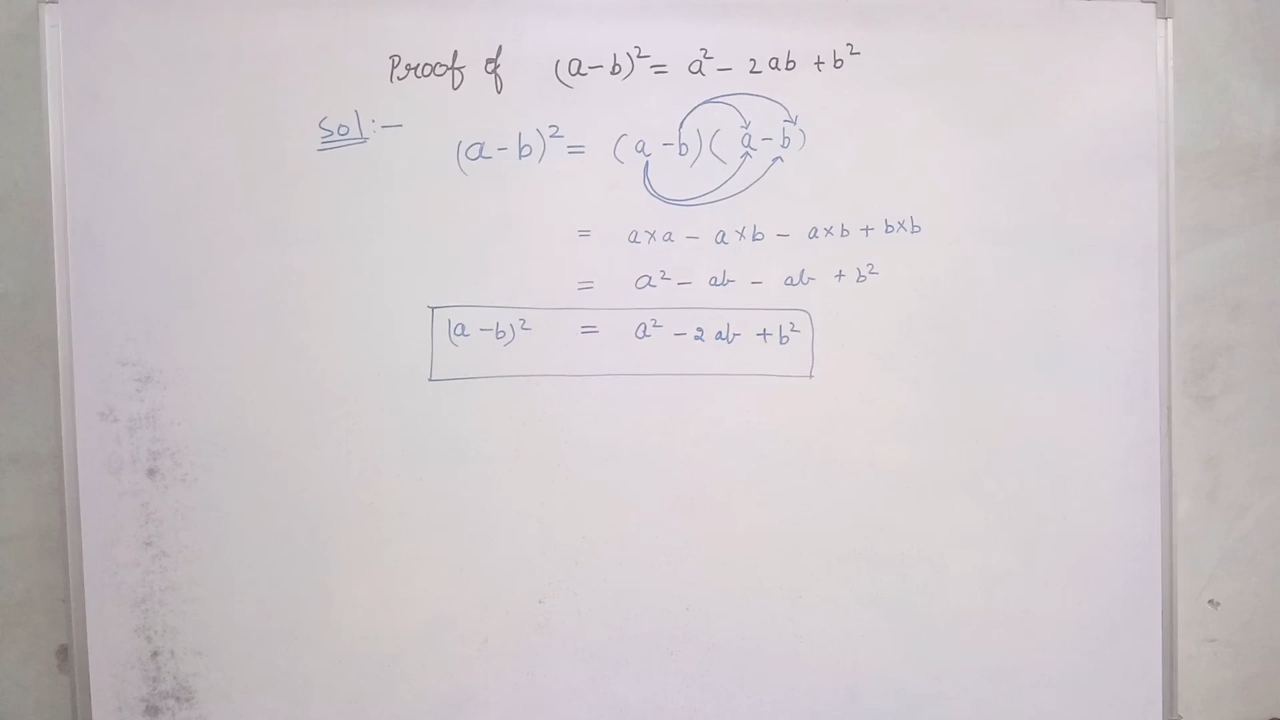 Proof of (a-b)² = a² - 2ab + b²
Sol:-
(a-b)² = (a-b)(a-b)
= a×a - a×b - a×b + b×b
= a² - ab - ab + b²
(a-b)² = a² - 2ab + b²